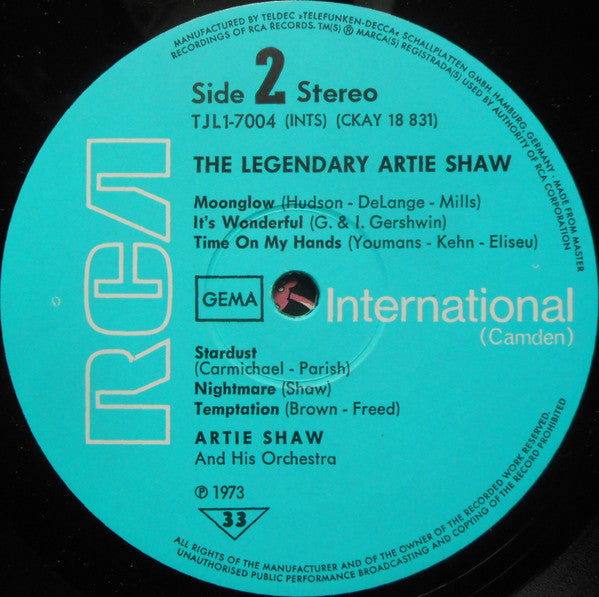 MANUFACTURED BY TELDEC »TELEFUNKEN-DECCA« SCHALLPLATTEN GMBH, HAMBURG, GERMANY · MADE FROM MASTER
RECORDINGS OF RCA RECORDS. TM(S) ® MARCA(S) REGISTRADA(S) USED BY AUTHORITY OF RCA CORPORATION
Side 2 Stereo
TJL1-7004 (INTS) (CKAY 18 831)
THE LEGENDARY ARTIE SHAW
Moonglow (Hudson - DeLange - Mills)
It's Wonderful (G. & I. Gershwin)
Time On My Hands (Youmans - Kehn - Eliseu)
RCA
GEMA
International
(Camden)
Stardust
(Carmichael - Parish)
Nightmare (Shaw)
Temptation (Brown - Freed)
ARTIE SHAW
And His Orchestra
℗ 1973
33
ALL RIGHTS OF THE MANUFACTURER AND OF THE OWNER OF THE RECORDED WORK RESERVED.
UNAUTHORISED PUBLIC PERFORMANCE BROADCASTING AND COPYING OF THE RECORD PROHIBITED